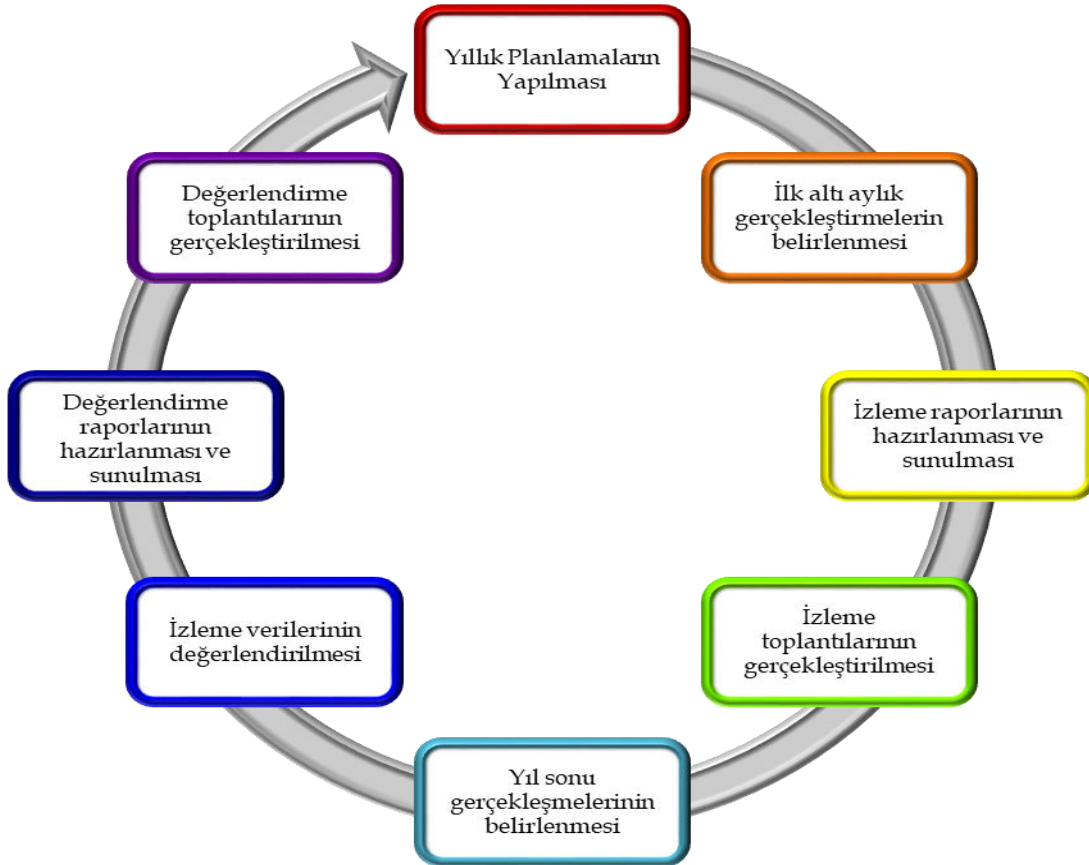 Yıllık Planlamaların
Yapılması
İlk altı aylık
gerçekleştirmelerin
belirlenmesi
İzleme raporlarının
hazırlanması ve
sunulması
İzleme
toplantılarının
gerçekleştirilmesi
Yıl sonu
gerçekleşmelerinin
belirlenmesi
İzleme verilerinin
değerlendirilmesi
Değerlendirme
raporlarının
hazırlanması ve
sunulması
Değerlendirme
toplantılarının
gerçekleştirilmesi